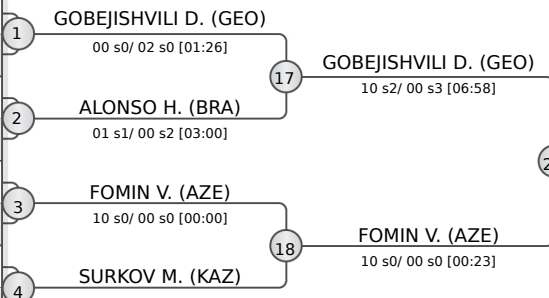 1
GOBEJISHVILI D. (GEO)
00 s0/ 02 s0 [01:26]
17
GOBEJISHVILI D. (GEO)
10 s2/ 00 s3 [06:58]
2
ALONSO H. (BRA)
01 s1/ 00 s2 [03:00]
3
FOMIN V. (AZE)
10 s0/ 00 s0 [00:00]
18
FOMIN V. (AZE)
10 s0/ 00 s0 [00:23]
4
SURKOV M. (KAZ)